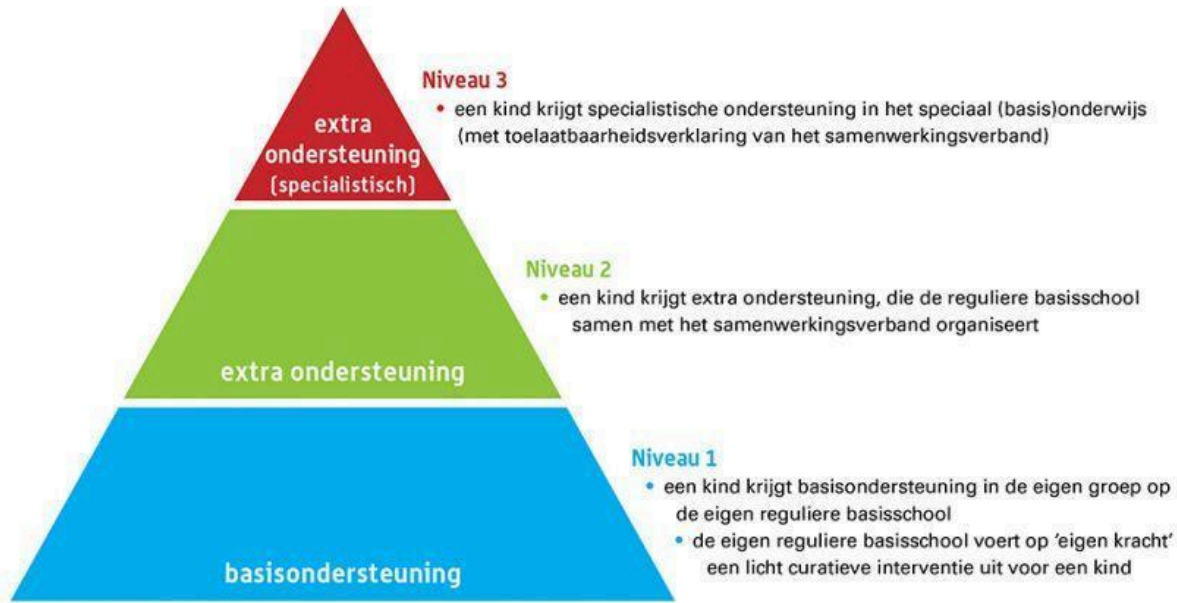 extra
ondersteuning
(specialistisch)
Niveau 3
• een kind krijgt specialistische ondersteuning in het speciaal (basis)onderwijs
(met toelaatbaarheidsverklaring van het samenwerkingsverband)
extra ondersteuning
Niveau 2
• een kind krijgt extra ondersteuning, die de reguliere basisschool
samen met het samenwerkingsverband organiseert
basisondersteuning
Niveau 1
• een kind krijgt basisondersteuning in de eigen groep op
de eigen reguliere basisschool
• de eigen reguliere basisschool voert op ‘eigen kracht’
een licht curatieve interventie uit voor een kind